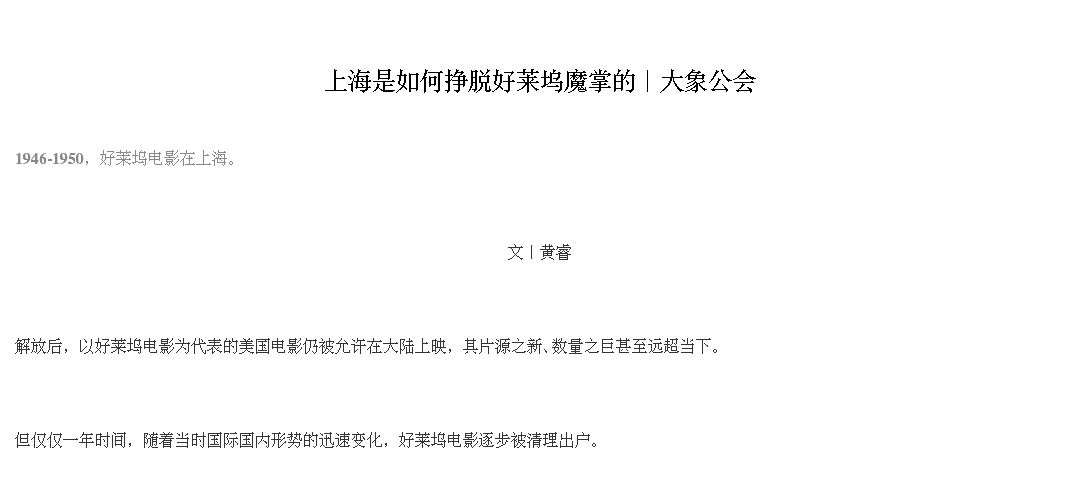 上海是如何挣脱好莱坞魔掌的｜大象公会
1946-1950，好莱坞电影在上海。
文｜黄睿
解放后，以好莱坞电影为代表的美国电影仍被允许在大陆上映，其片源之新、数量之巨甚至远超当下。
但仅仅一年时间，随着当时国际国内形势的迅速变化，好莱坞电影逐步被清理出户。